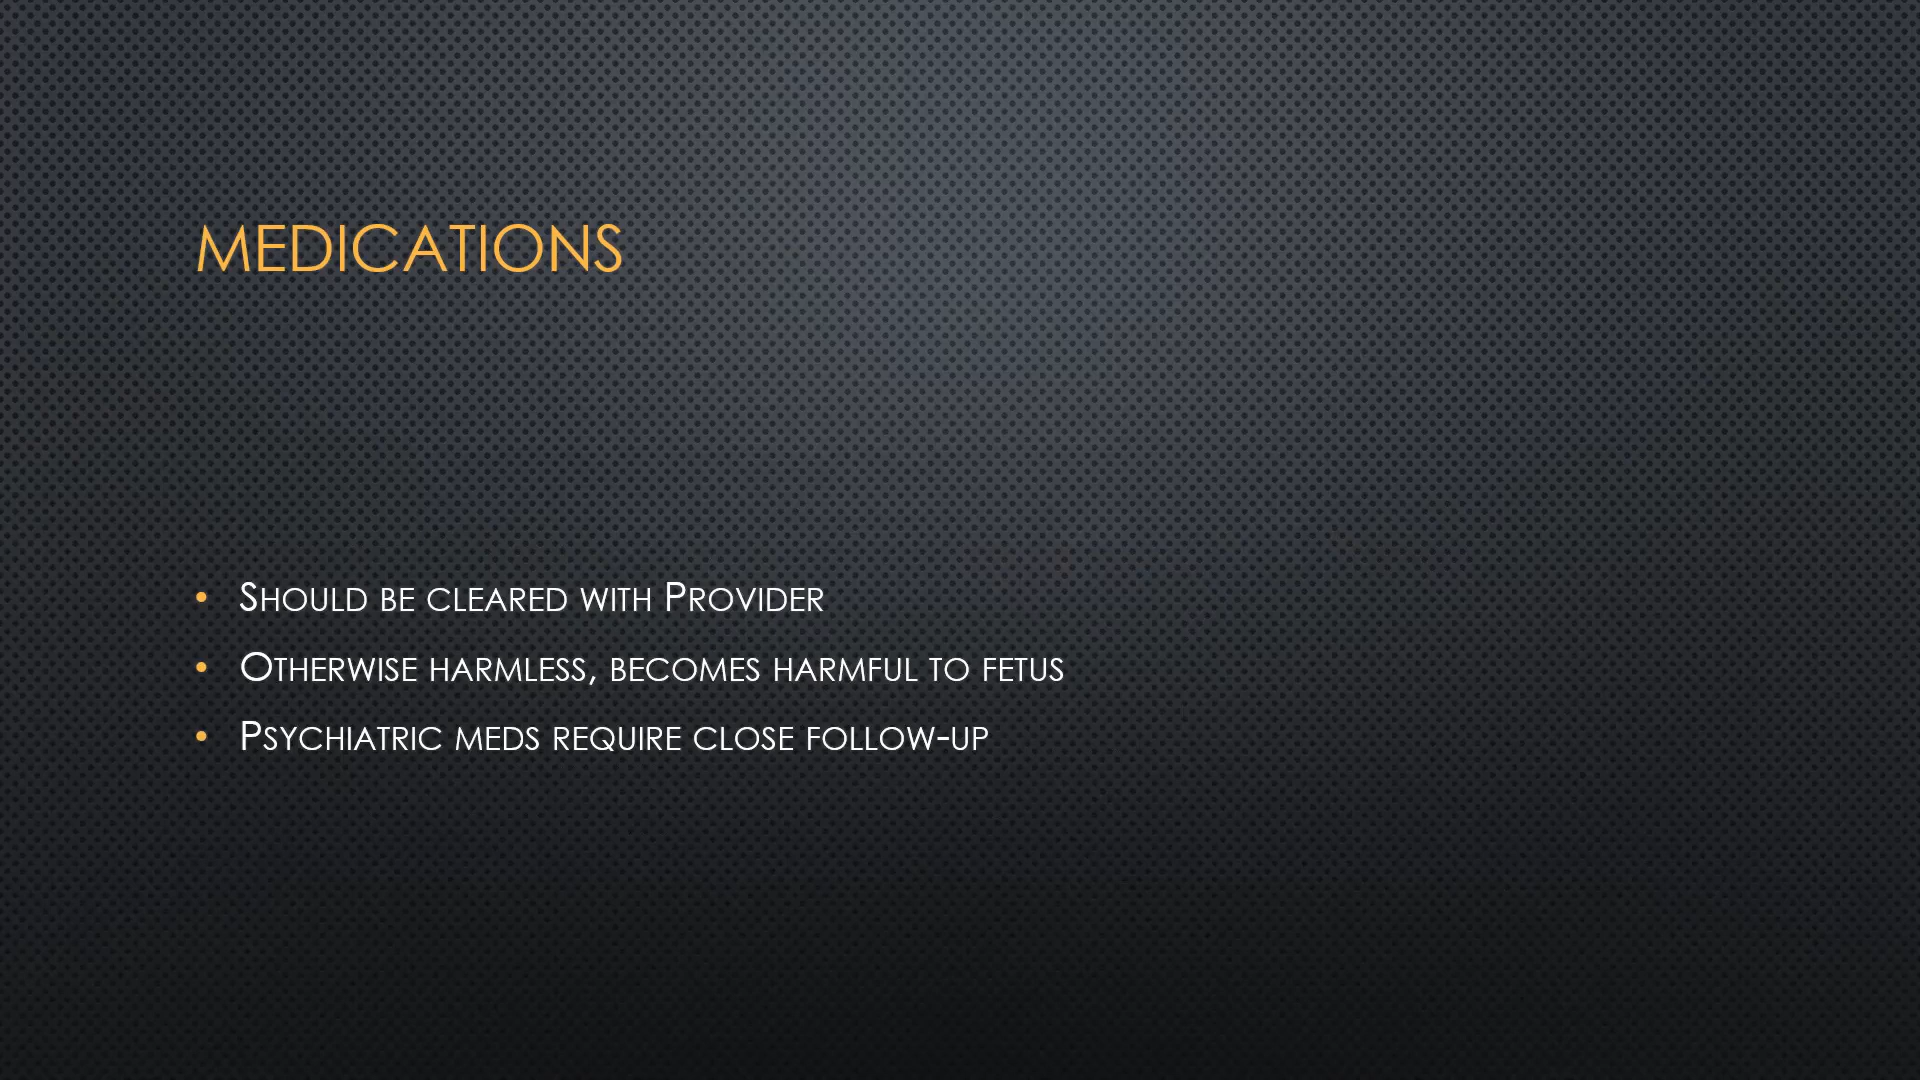 MEDICATIONS
• Should be cleared with Provider
• Otherwise harmless, becomes harmful to fetus
• Psychiatric meds require close follow-up